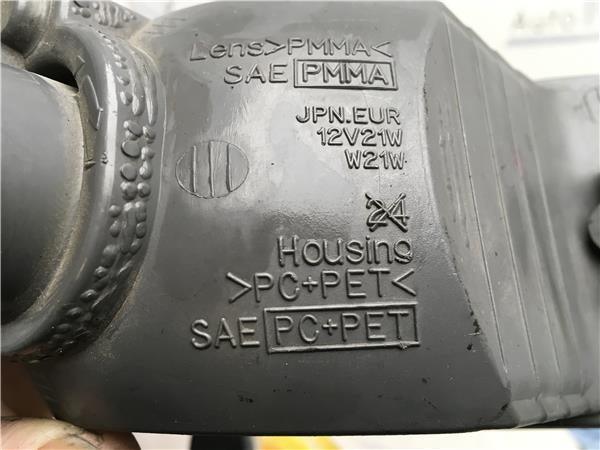 Lens>PMMA<
SAE PMMA
JPN.EUR
12V21W
W21W
24
Housing
>PC+PET<
SAE PC+PET